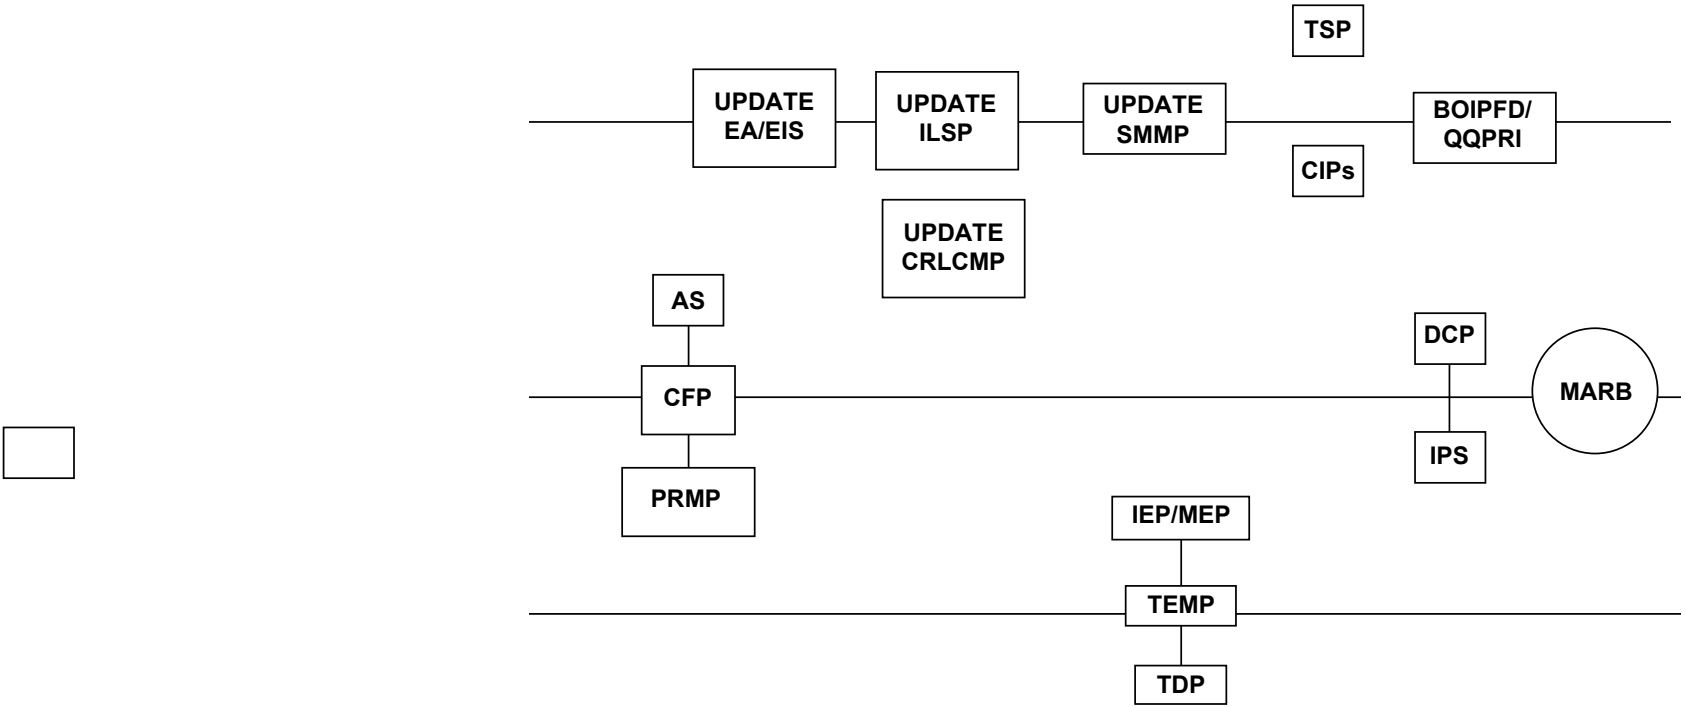 TSP
UPDATE
EA/EIS
UPDATE
ILSP
UPDATE
SMMP
BOIPFD/
QQPRI
CIPs
UPDATE
CRLCMP
AS
DCP
CFP
MARB
IPS
PRMP
IEP/MEP
TEMP
TDP